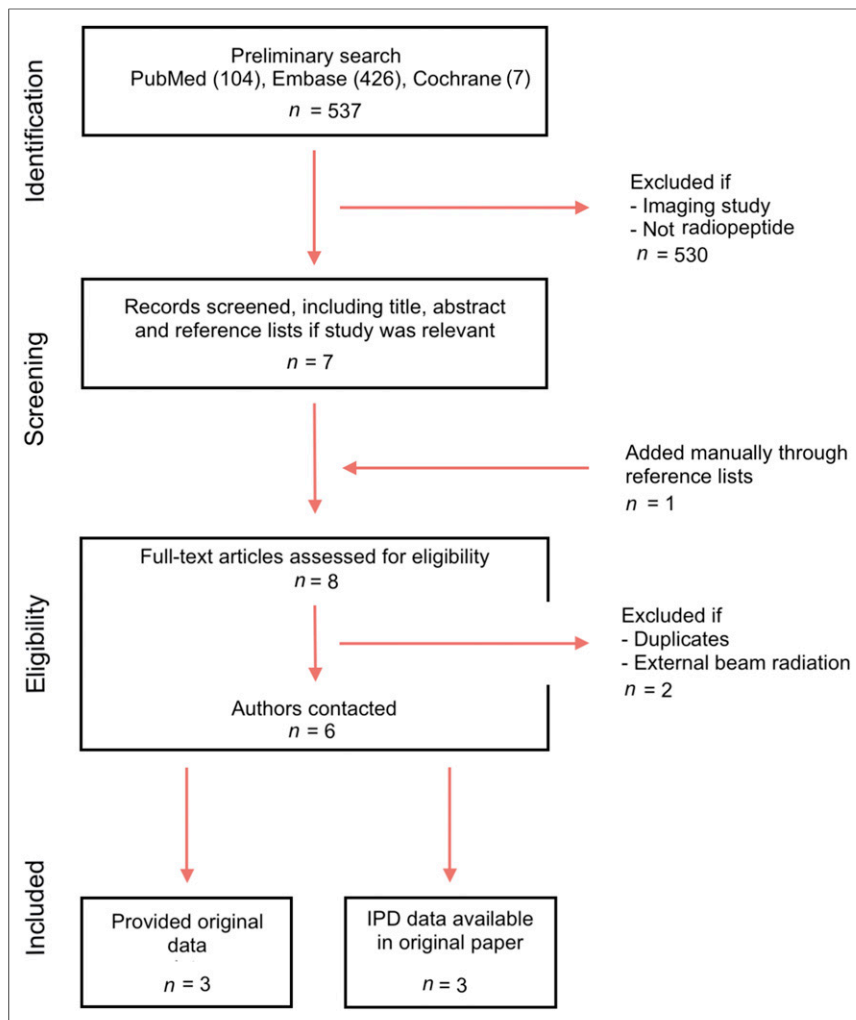 Identification
Preliminary search
PubMed (104), Embase (426), Cochrane (7)
n = 537
Excluded if
- Imaging study
- Not radiopeptide
n = 530
Screening
Records screened, including title, abstract
and reference lists if study was relevant
n = 7
Added manually through
reference lists
n = 1
Eligibility
Full-text articles assessed for eligibility
n = 8
Excluded if
- Duplicates
- External beam radiation
n = 2
Authors contacted
n = 6
Included
Provided original
data
n = 3
IPD data available
in original paper
n = 3